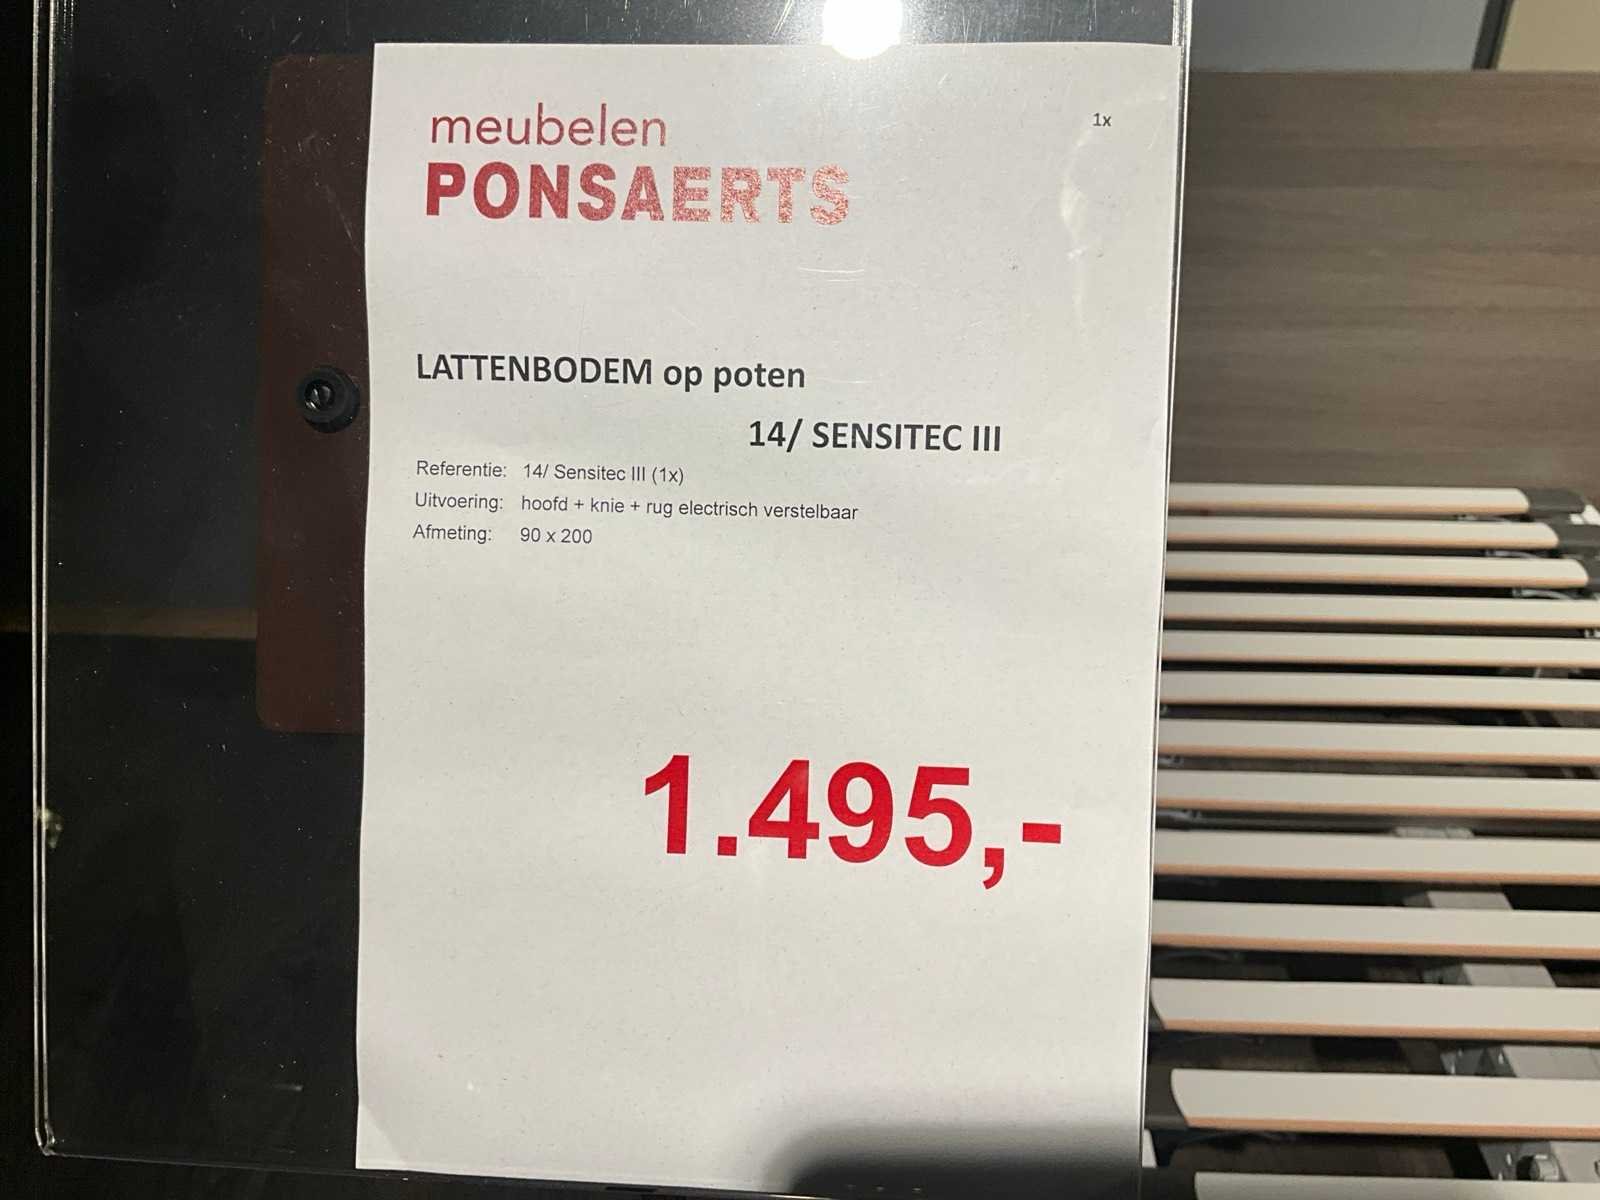 1x
meubelen
PONSAERTS
LATTENBODEM op poten
14/ SENSITEC III
Referentie: 14/ Sensitec III (1x)
Uitvoering: hoofd + knie + rug electrisch verstelbaar
Afmeting: 90 x 200
1.495,-